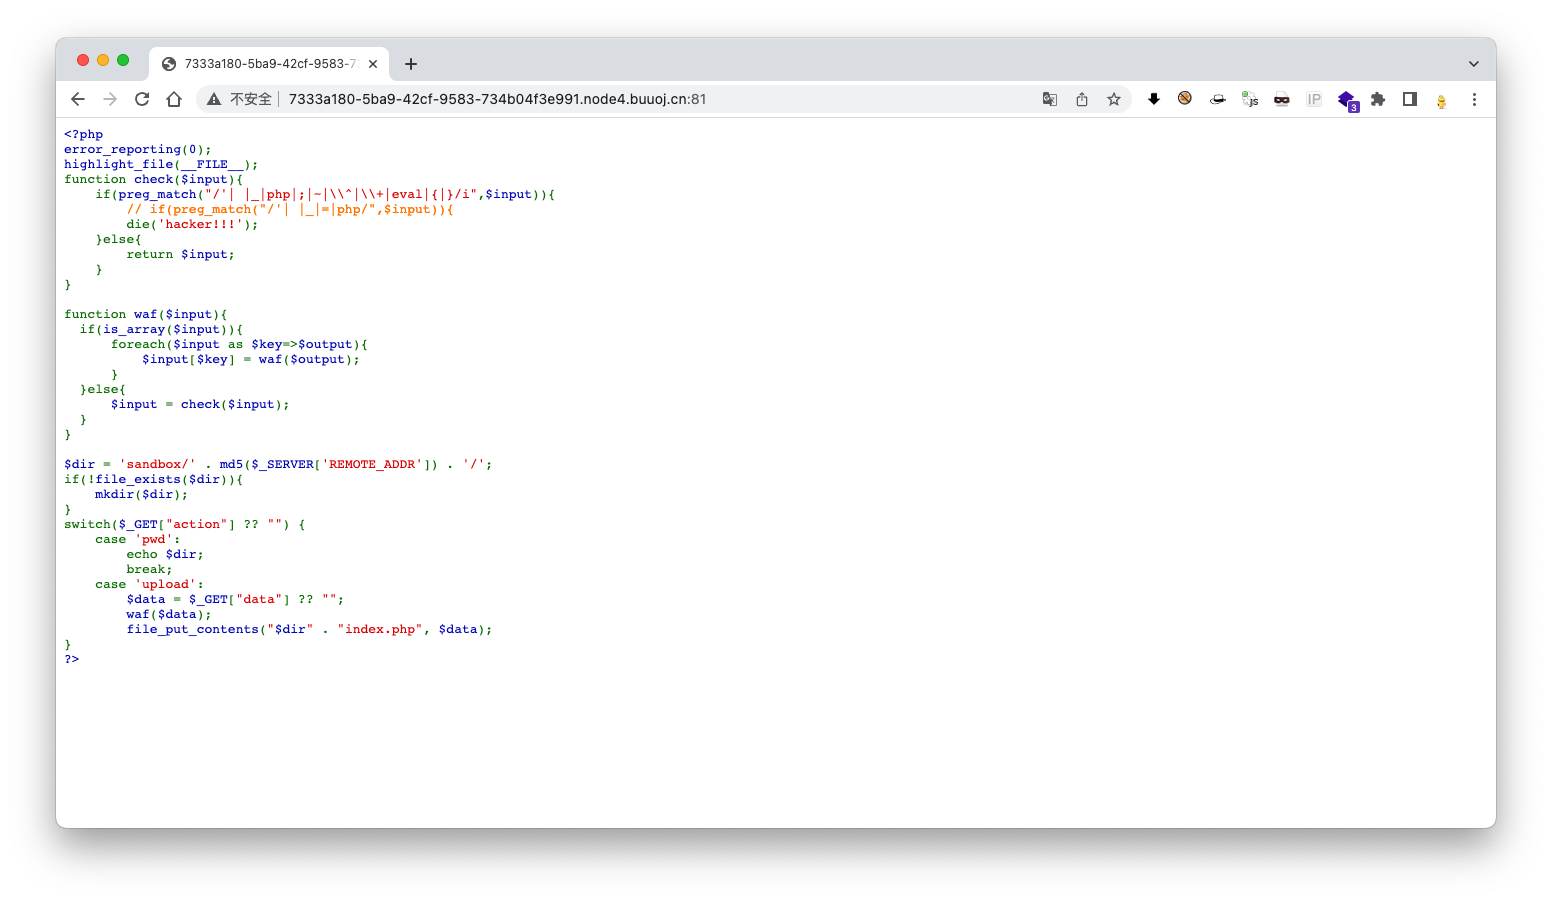 7333a180-5ba9-42cf-9583-7
不安全 7333a180-5ba9-42cf-9583-734b04f3e991.node4.buuoj.cn:81
JS IP 3
<?php
error_reporting(0);
highlight_file(__FILE__);
function check($input){
    if(preg_match("/'| |_|php|;|~|\\^|\\+|eval|{|}/i",$input)){
        // if(preg_match("/'| |_|=|php/",$input)){
        die('hacker!!!');
    }else{
        return $input;
    }
}

function waf($input){
  if(is_array($input)){
      foreach($input as $key=>$output){
          $input[$key] = waf($output);
      }
  }else{
      $input = check($input);
  }
}

$dir = 'sandbox/' . md5($_SERVER['REMOTE_ADDR']) . '/';
if(!file_exists($dir)){
    mkdir($dir);
}
switch($_GET["action"] ?? "") {
    case 'pwd':
        echo $dir;
        break;
    case 'upload':
        $data = $_GET["data"] ?? "";
        waf($data);
        file_put_contents("$dir" . "index.php", $data);
}
?>